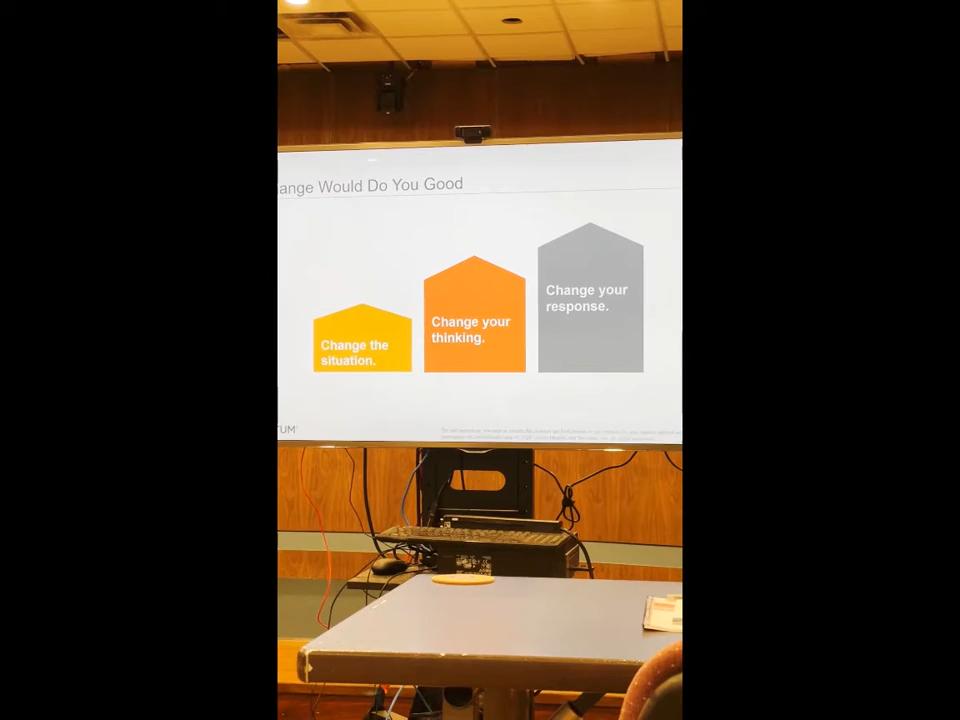 ange Would Do You Good
Change the
situation.
Change your
thinking.
Change your
response.
TUM®